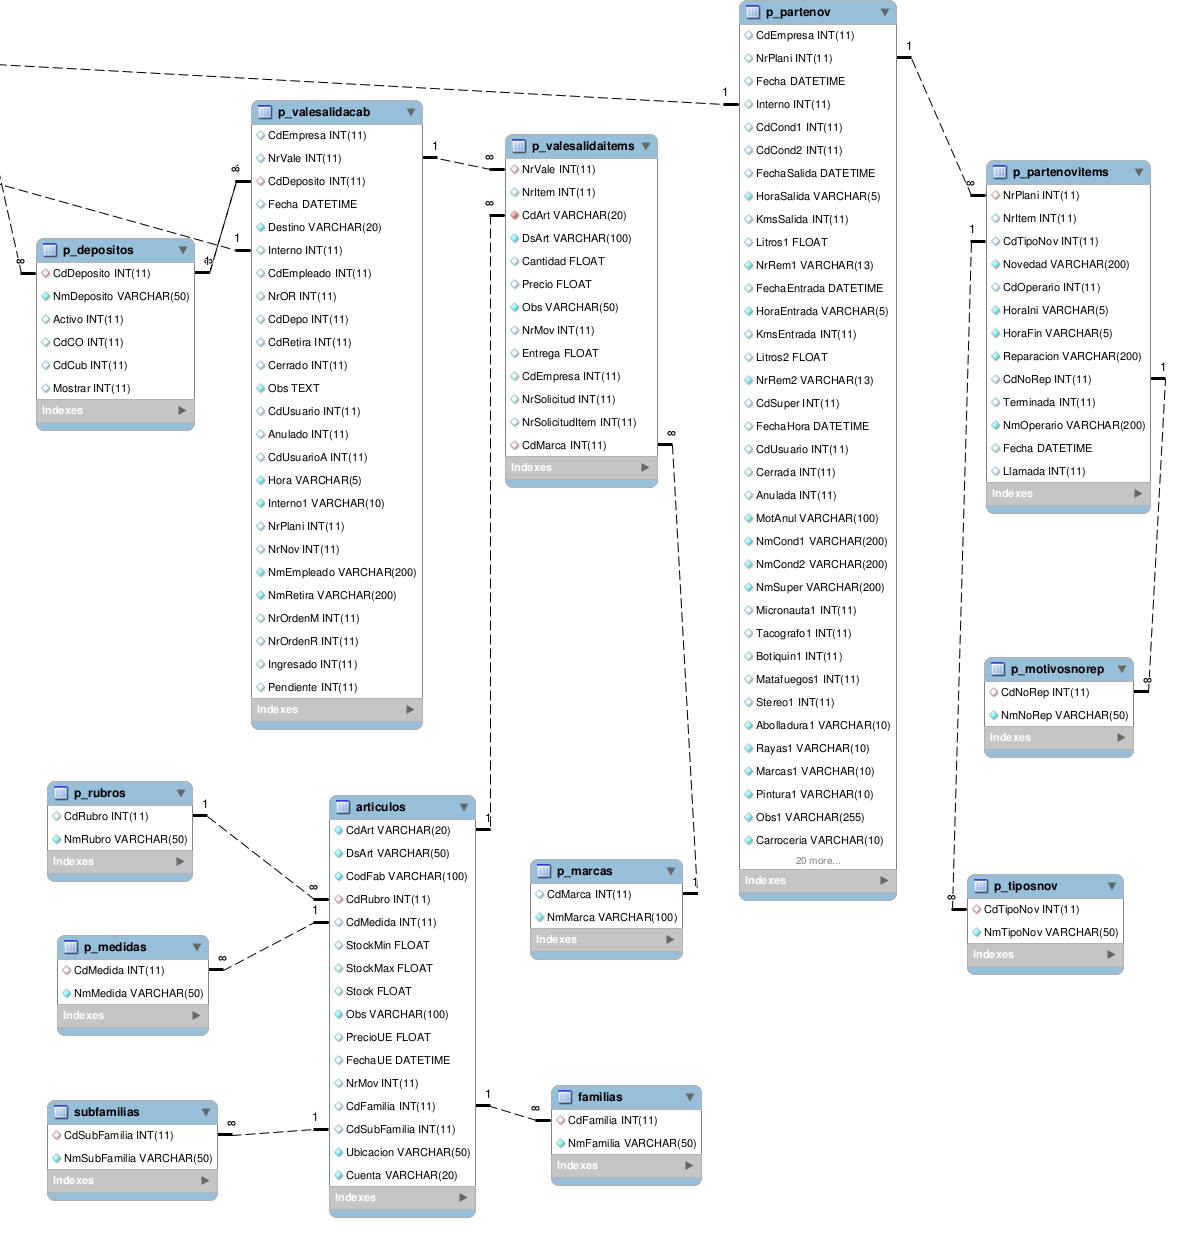 p_partenov
CdEmpresa INT(11)
NrPlani INT(11)
Fecha DATETIME
Interno INT(11)
CdCond1 INT(11)
CdCond2 INT(11)
FechaSalida DATETIME
HoraSalida VARCHAR(5)
KmsSalida INT(11)
Litros1 FLOAT
NrRem1 VARCHAR(13)
FechaEntrada DATETIME
HoraEntrada VARCHAR(5)
KmsEntrada INT(11)
Litros2 FLOAT
NrRem2 VARCHAR(13)
CdSuper INT(11)
FechaHora DATETIME
CdUsuario INT(11)
Cerrada INT(11)
Anulada INT(11)
MotAnul VARCHAR(100)
NmCond1 VARCHAR(200)
NmCond2 VARCHAR(200)
NmSuper VARCHAR(200)
Micronauta1 INT(11)
Tacografo1 INT(11)
Botiquin1 INT(11)
Matafuegos1 INT(11)
Stereo1 INT(11)
Abolladura1 VARCHAR(10)
Rayas1 VARCHAR(10)
Marcas1 VARCHAR(10)
Pintura1 VARCHAR(10)
Obs1 VARCHAR(255)
Carroceria VARCHAR(10)
20 more...
Indexes
1
1
p_valesalidacab
CdEmpresa INT(11)
NrVale INT(11)
CdDeposito INT(11)
Fecha DATETIME
Destino VARCHAR(20)
Interno INT(11)
CdEmpleado INT(11)
NrOR INT(11)
CdDepo INT(11)
CdRetira INT(11)
Cerrado INT(11)
Obs TEXT
CdUsuario INT(11)
Anulado INT(11)
CdUsuarioA INT(11)
Hora VARCHAR(5)
Interno1 VARCHAR(10)
NrPlani INT(11)
NrNov INT(11)
NmEmpleado VARCHAR(200)
NmRetira VARCHAR(200)
NrOrdenM INT(11)
NrOrdenR INT(11)
Ingresado INT(11)
Pendiente INT(11)
Indexes
1
∞
1
p_valesalidaitems
NrVale INT(11)
NrItem INT(11)
CdArt VARCHAR(20)
DsArt VARCHAR(100)
Cantidad FLOAT
Precio FLOAT
Obs VARCHAR(50)
NrMov INT(11)
Entrega FLOAT
CdEmpresa INT(11)
NrSolicitud INT(11)
NrSolicitudItem INT(11)
CdMarca INT(11)
Indexes
∞
∞
∞
p_partenovitems
NrPlani INT(11)
NrItem INT(11)
CdTipoNov INT(11)
Novedad VARCHAR(200)
CdOperario INT(11)
HoraIni VARCHAR(5)
HoraFin VARCHAR(5)
Reparacion VARCHAR(200)
CdNoRep INT(11)
Terminada INT(11)
NmOperario VARCHAR(200)
Fecha DATETIME
Llamada INT(11)
Indexes
∞
1
1
p_depositos
CdDeposito INT(11)
NmDeposito VARCHAR(50)
Activo INT(11)
CdCO INT(11)
CdCub INT(11)
Mostrar INT(11)
Indexes
∞
1
p_motivosnorep
CdNoRep INT(11)
NmNoRep VARCHAR(50)
Indexes
∞
p_rubros
CdRubro INT(11)
NmRubro VARCHAR(50)
Indexes
1
articulos
CdArt VARCHAR(20)
DsArt VARCHAR(50)
CodFab VARCHAR(100)
CdRubro INT(11)
CdMedida INT(11)
StockMin FLOAT
StockMax FLOAT
Stock FLOAT
Obs VARCHAR(100)
PrecioUE FLOAT
FechaUE DATETIME
NrMov INT(11)
CdFamilia INT(11)
CdSubFamilia INT(11)
Ubicacion VARCHAR(50)
Cuenta VARCHAR(20)
Indexes
1
∞
1
1
1
p_marcas
CdMarca INT(11)
NmMarca VARCHAR(100)
Indexes
1
p_tiposnov
CdTipoNov INT(11)
NmTipoNov VARCHAR(50)
Indexes
∞
p_medidas
CdMedida INT(11)
NmMedida VARCHAR(50)
Indexes
∞
familias
CdFamilia INT(11)
NmFamilia VARCHAR(50)
Indexes
∞
subfamilias
CdSubFamilia INT(11)
NmSubFamilia VARCHAR(50)
Indexes
∞